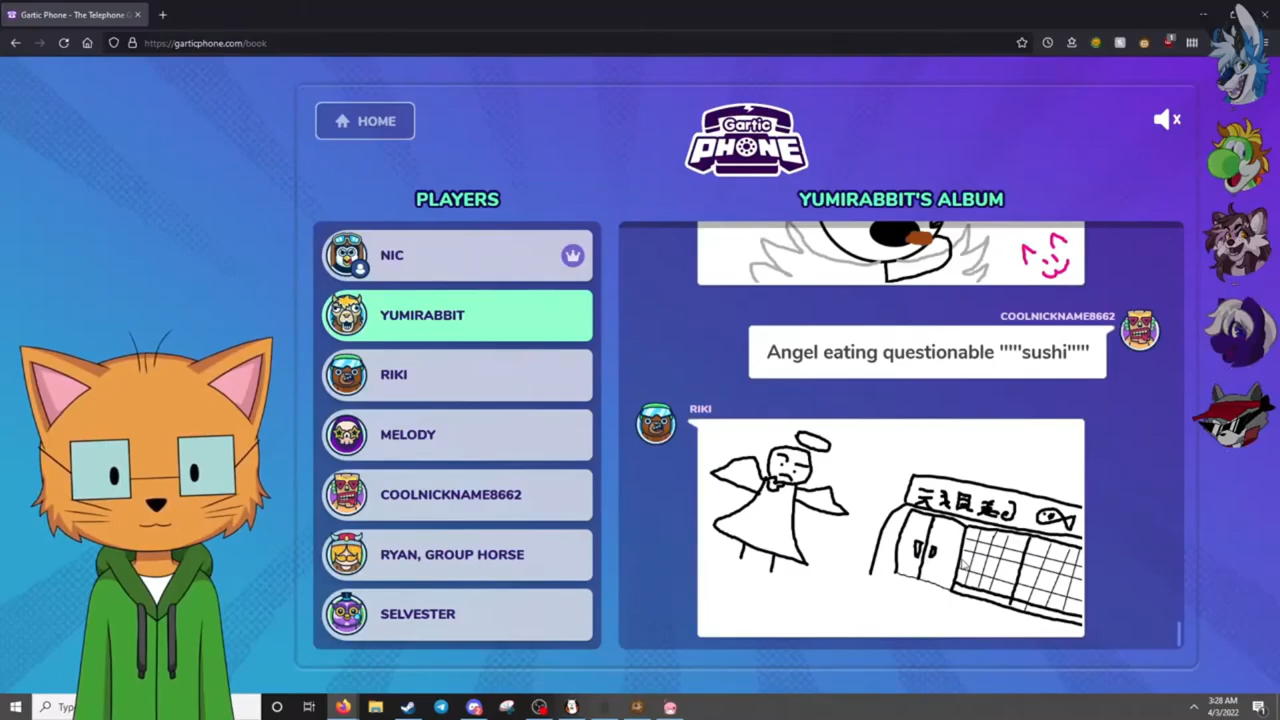 Gartic Phone - The Telephone
https://garticphone.com/book
HOME
Gartic
PHONE
PLAYERS
YUMIRABBIT'S ALBUM
NIC
YUMIRABBIT
RIKI
MELODY
COOLNICKNAME8662
RYAN, GROUP HORSE
SELVESTER
COOLNICKNAME8662
Angel eating questionable """sushi"""
RIKI
Typ
3:28 AM
4/3/2022